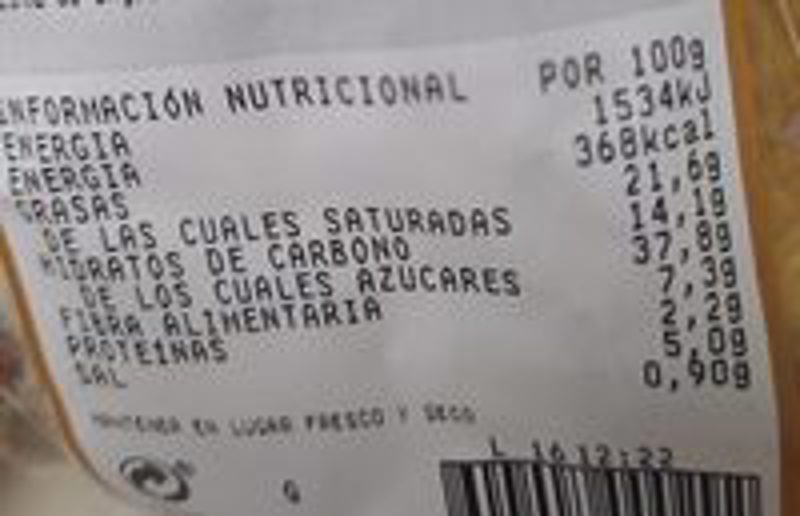 INFORMACIÓN NUTRICIONAL POR 100g
ENERGIA 1534kJ
ENERGIA 368kcal
GRASAS 21,6g
DE LAS CUALES SATURADAS 14,1g
HIDRATOS DE CARBONO 37,8g
DE LOS CUALES AZUCARES 7,3g
FIBRA ALIMENTARIA 2,2g
PROTEINAS 5,0g
SAL 0,90g
MANTENER EN LUGAR FRESCO Y SECO
L 16 12:22
G